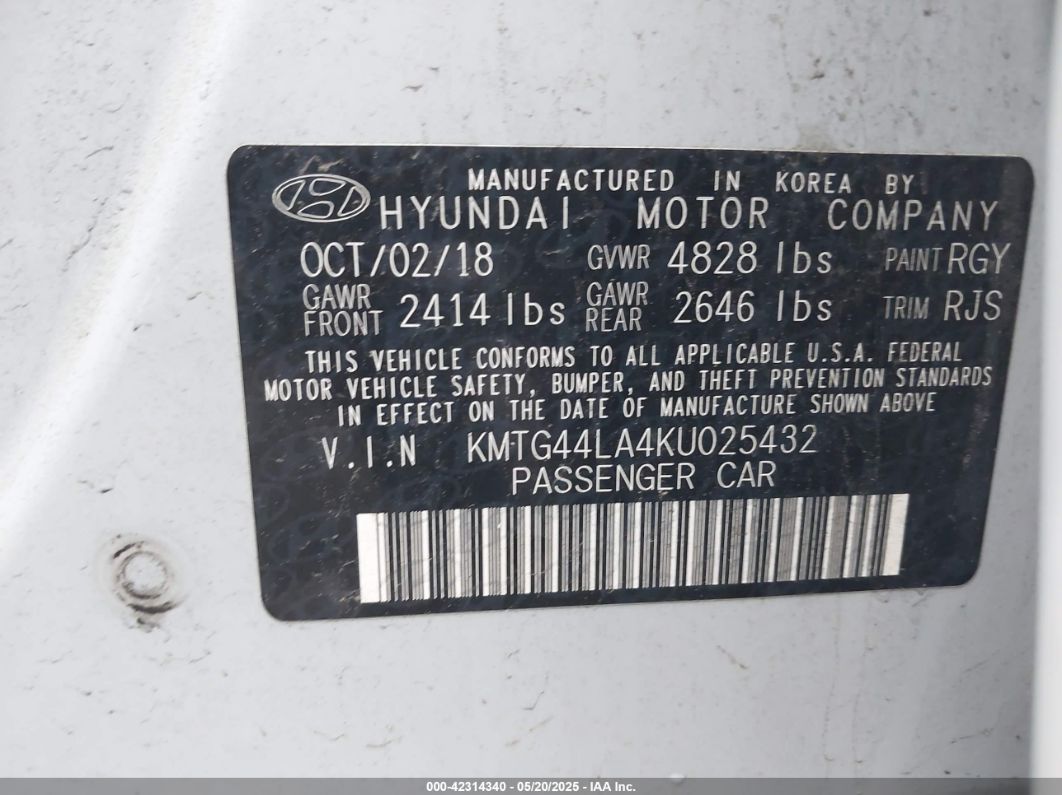 MANUFACTURED IN KOREA BY
HYUNDAI MOTOR COMPANY
OCT/02/18 GVWR 4828 lbs PAINT RGY
GAWR FRONT 2414 lbs GAWR REAR 2646 lbs TRIM RJS
THIS VEHICLE CONFORMS TO ALL APPLICABLE U.S.A. FEDERAL
MOTOR VEHICLE SAFETY, BUMPER, AND THEFT PREVENTION STANDARDS
IN EFFECT ON THE DATE OF MANUFACTURE SHOWN ABOVE
V.I.N KMTG44LA4KU025432
PASSENGER CAR
000-42314340 - 05/20/2025 - IAA Inc.